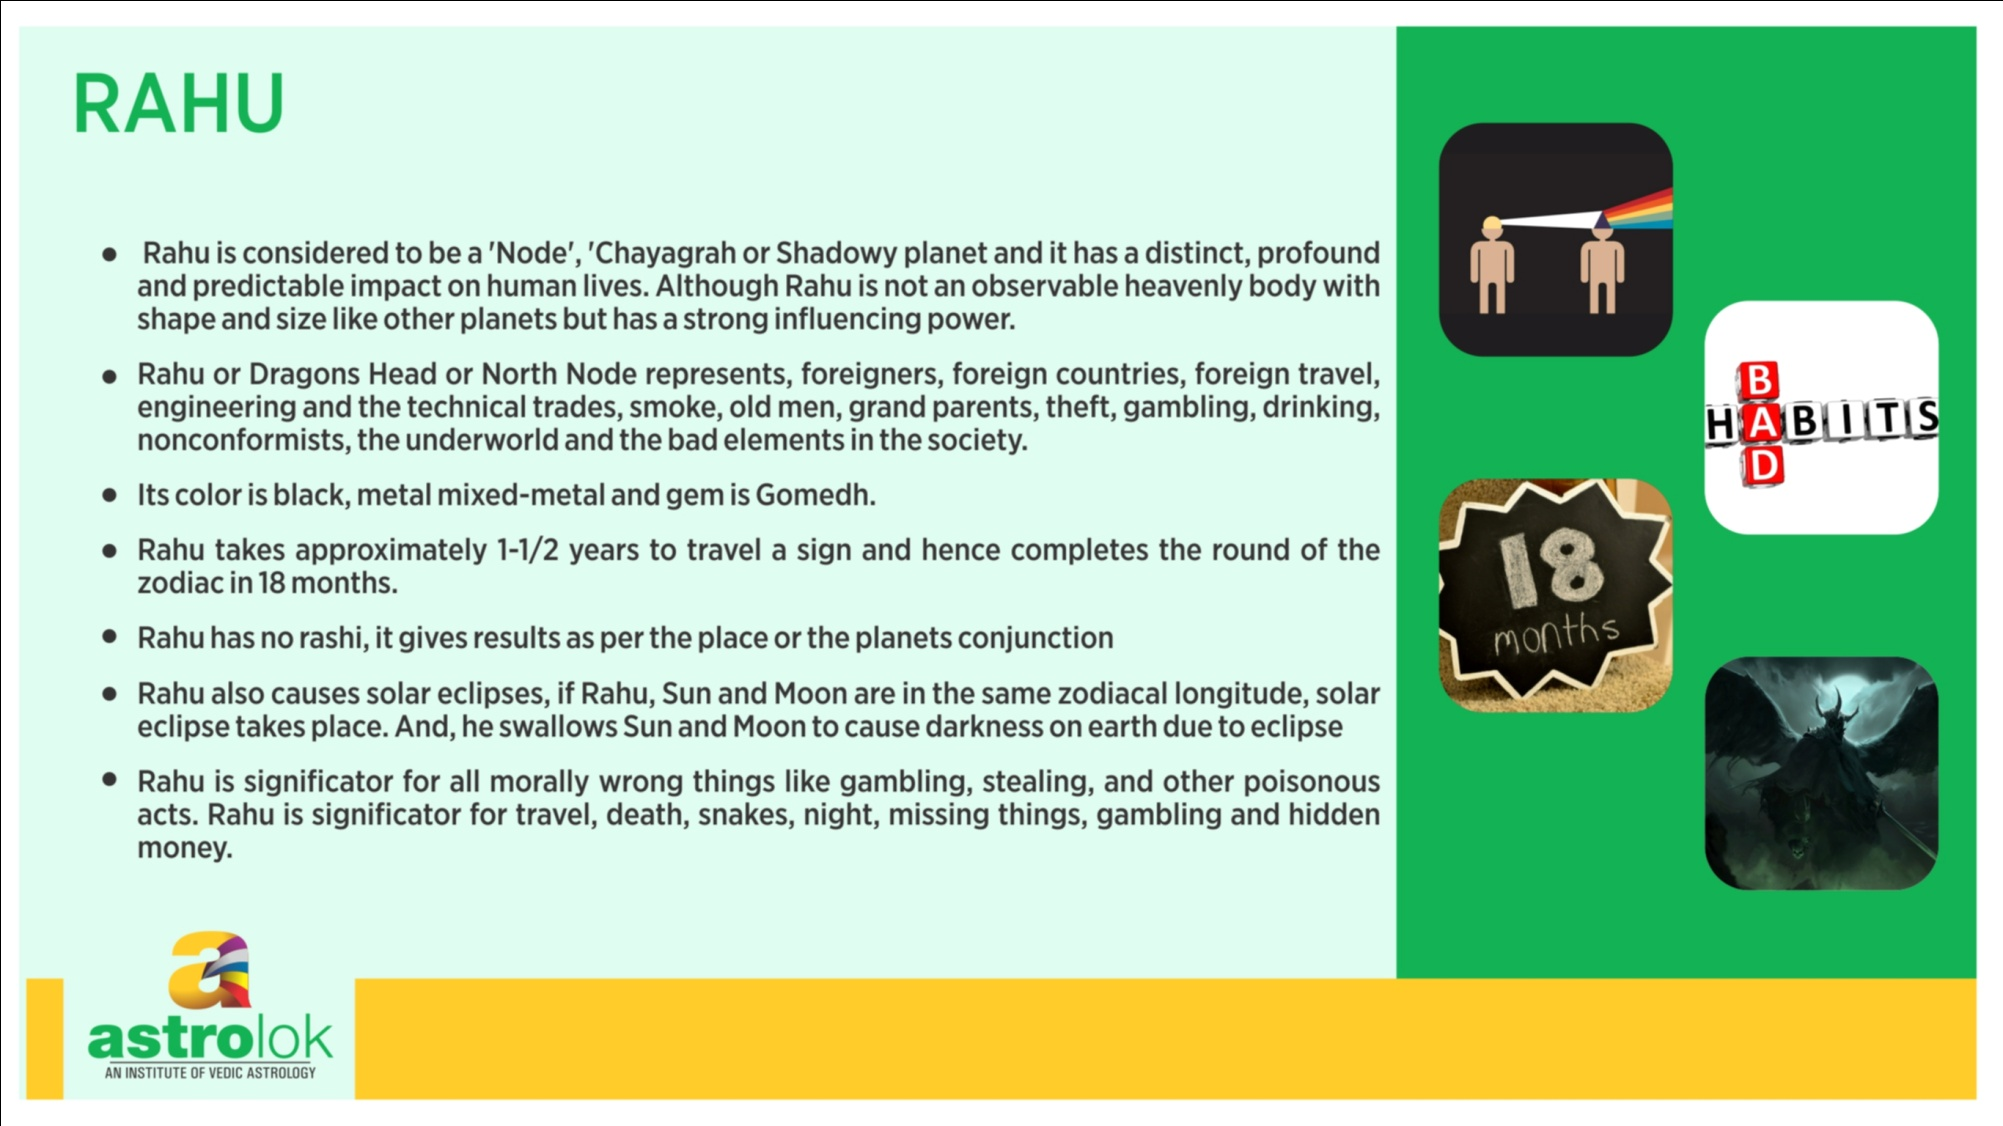 RAHU
● Rahu is considered to be a 'Node', 'Chayagrah or Shadowy planet and it has a distinct, profound
and predictable impact on human lives. Although Rahu is not an observable heavenly body with
shape and size like other planets but has a strong influencing power.
● Rahu or Dragons Head or North Node represents, foreigners, foreign countries, foreign travel,
engineering and the technical trades, smoke, old men, grand parents, theft, gambling, drinking,
nonconformists, the underworld and the bad elements in the society.
● Its color is black, metal mixed-metal and gem is Gomedh.
● Rahu takes approximately 1-1/2 years to travel a sign and hence completes the round of the
zodiac in 18 months.
● Rahu has no rashi, it gives results as per the place or the planets conjunction
● Rahu also causes solar eclipses, if Rahu, Sun and Moon are in the same zodiacal longitude, solar
eclipse takes place. And, he swallows Sun and Moon to cause darkness on earth due to eclipse
● Rahu is significator for all morally wrong things like gambling, stealing, and other poisonous
acts. Rahu is significator for travel, death, snakes, night, missing things, gambling and hidden
money.
BAD
HABITS
18
months
a
astrolok
AN INSTITUTE OF VEDIC ASTROLOGY